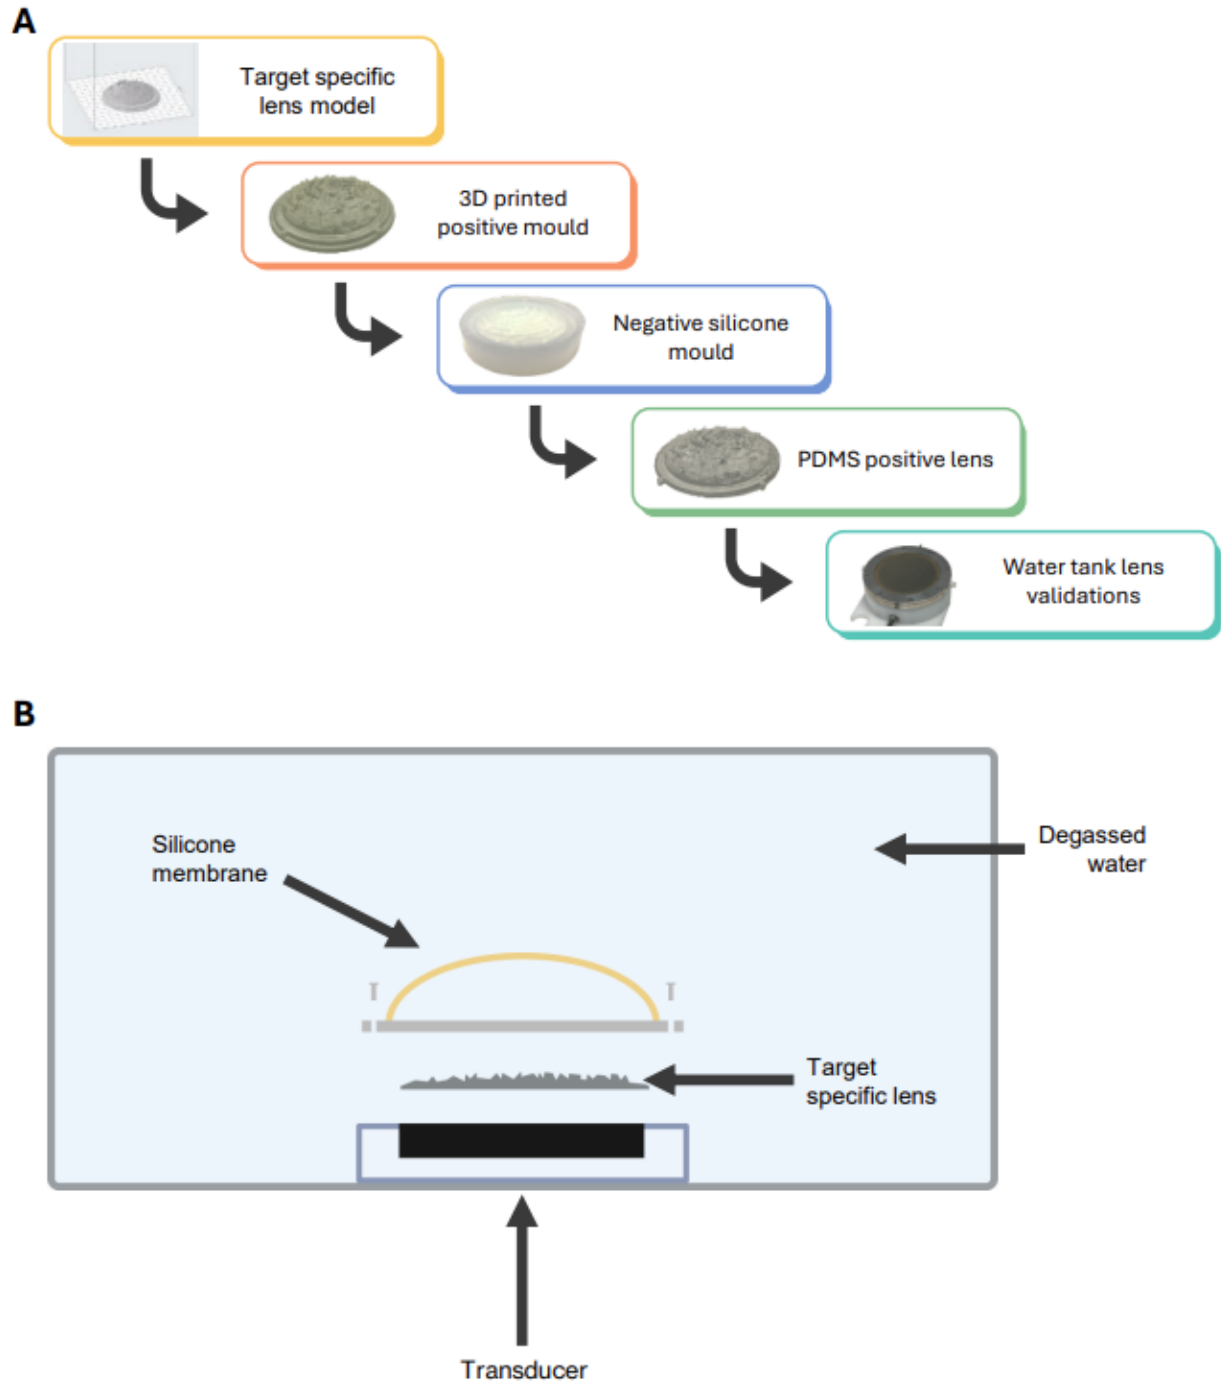 A
Target specific
lens model
3D printed
positive mould
Negative silicone
mould
PDMS positive lens
Water tank lens
validations
B
Silicone
membrane
Degassed
water
Target
specific lens
Transducer